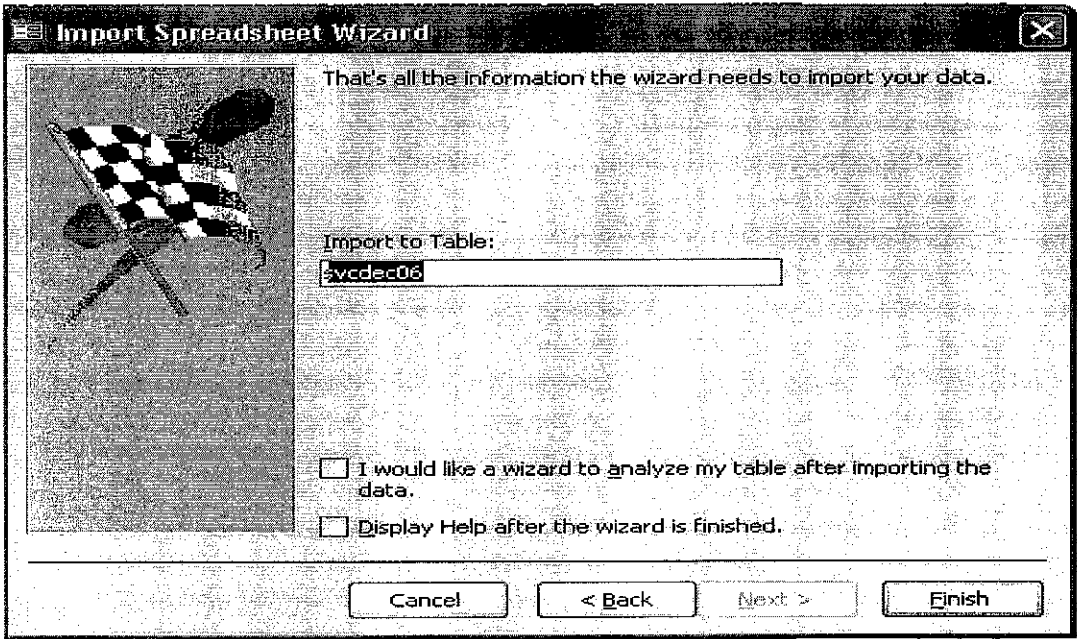 Import Spreadsheet Wizard
That's all the information the wizard needs to import your data.
Import to Table:
svcdec06
I would like a wizard to analyze my table after importing the
data.
Display Help after the wizard is finished.
Cancel < Back Next > Finish